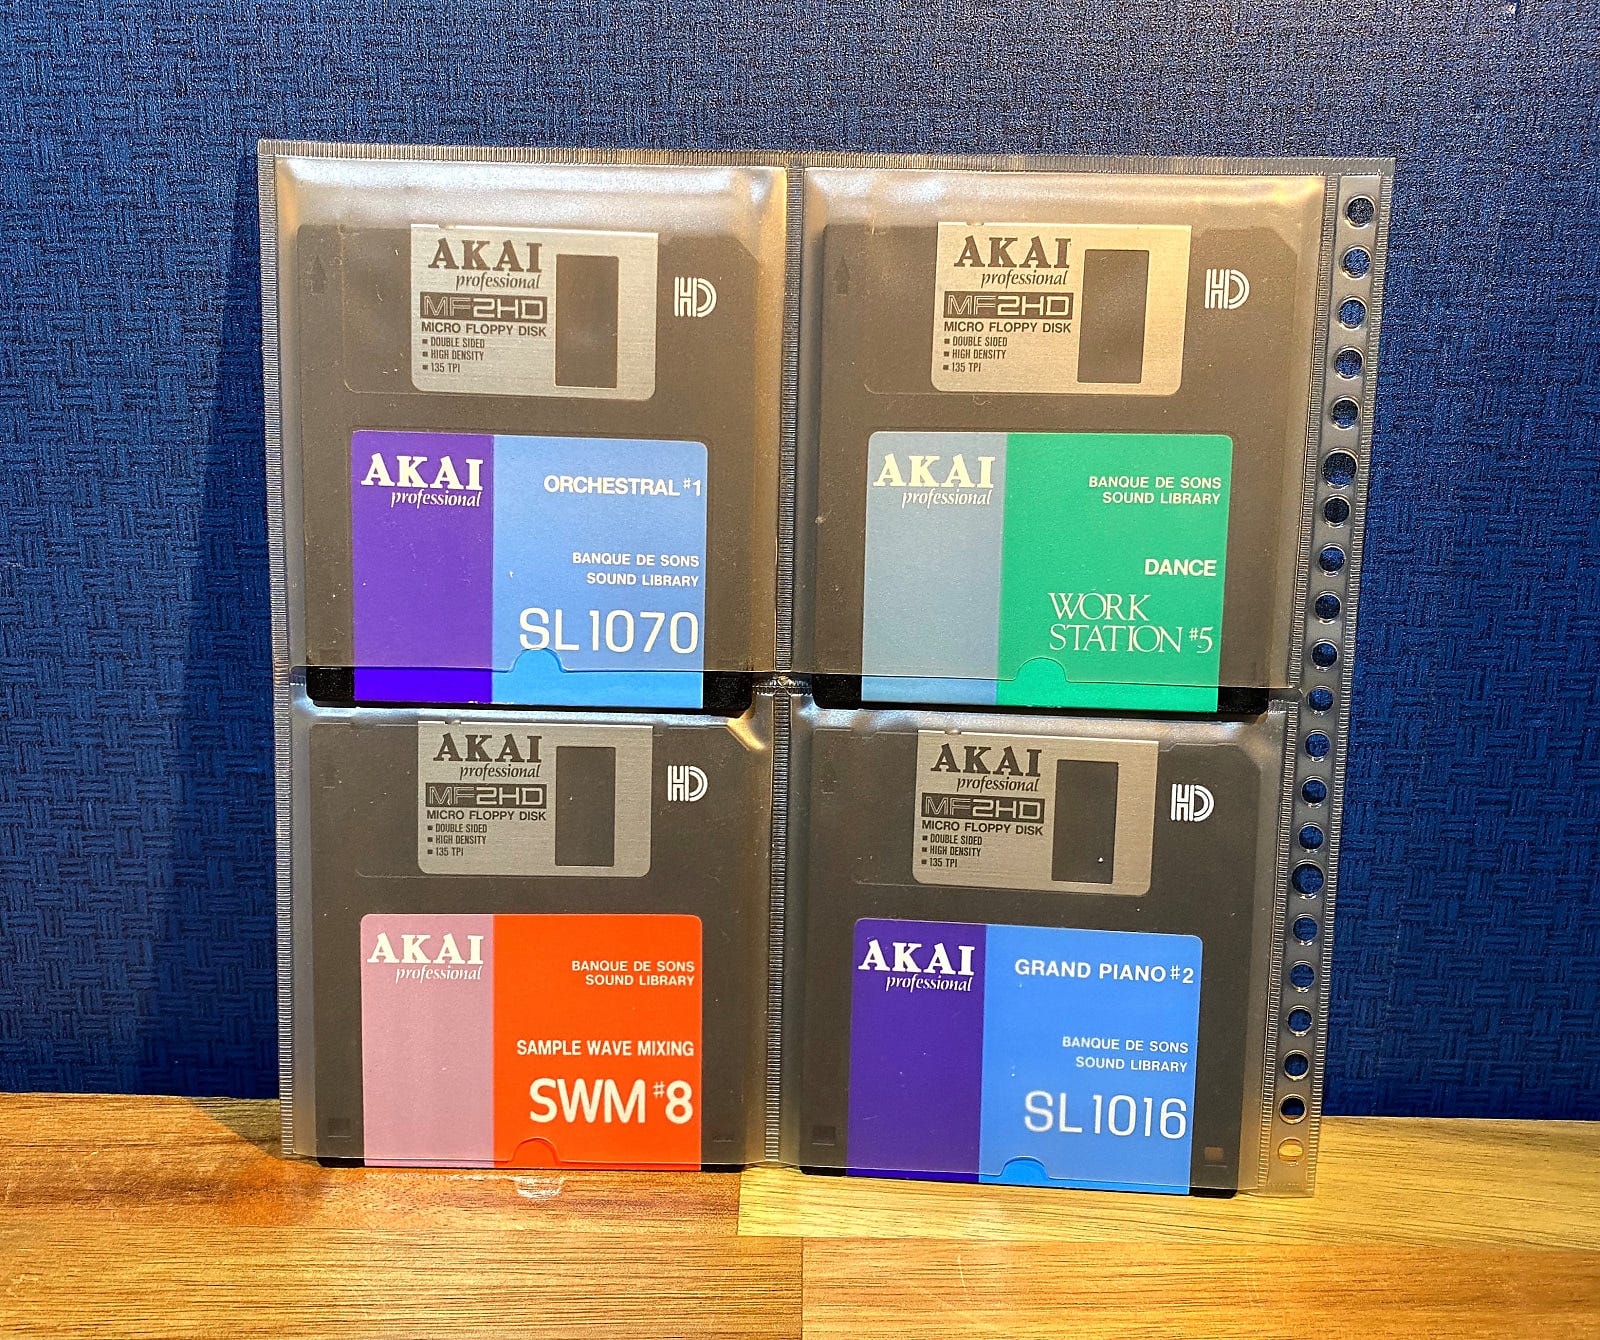 AKAI
professional
MF2HD
MICRO FLOPPY DISK
DOUBLE SIDED
HIGH DENSITY
135 TPI
HD
AKAI
professional
ORCHESTRAL #1
BANQUE DE SONS
SOUND LIBRARY
SL1070
AKAI
professional
MF2HD
MICRO FLOPPY DISK
DOUBLE SIDED
HIGH DENSITY
135 TPI
HD
AKAI
professional
BANQUE DE SONS
SOUND LIBRARY
DANCE
WORK
STATION #5
AKAI
professional
MF2HD
MICRO FLOPPY DISK
DOUBLE SIDED
HIGH DENSITY
135 TPI
HD
AKAI
professional
BANQUE DE SONS
SOUND LIBRARY
SAMPLE WAVE MIXING
SWM #8
AKAI
professional
MF2HD
MICRO FLOPPY DISK
DOUBLE SIDED
HIGH DENSITY
135 TPI
HD
AKAI
professional
GRAND PIANO #2
BANQUE DE SONS
SOUND LIBRARY
SL1016